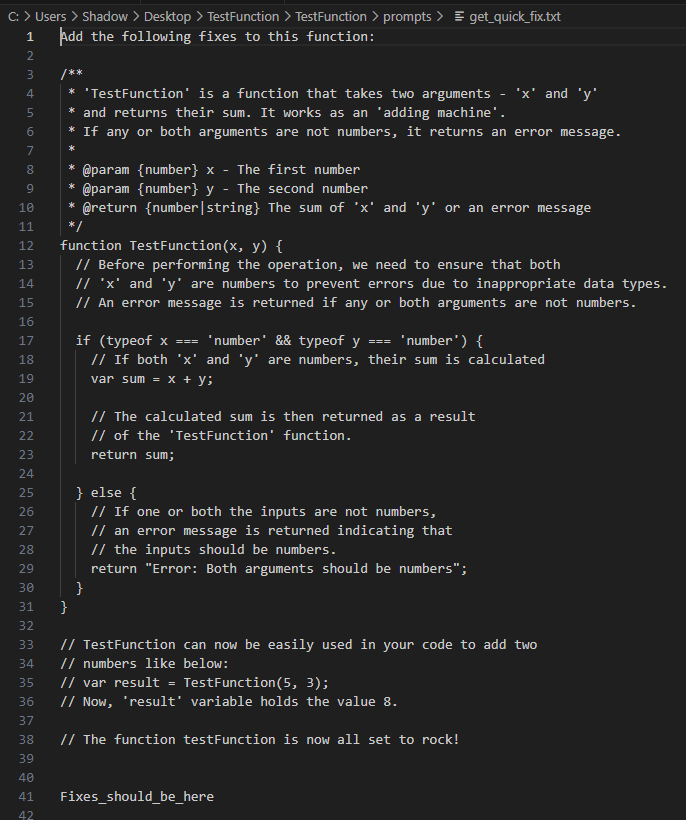 C: > Users > Shadow > Desktop > TestFunction > TestFunction > prompts > get_quick_fix.txt
1 Add the following fixes to this function:
2
3 /**
4  * 'TestFunction' is a function that takes two arguments - 'x' and 'y'
5  * and returns their sum. It works as an 'adding machine'.
6  * If any or both arguments are not numbers, it returns an error message.
7  *
8  * @param {number} x - The first number
9  * @param {number} y - The second number
10  * @return {number|string} The sum of 'x' and 'y' or an error message
11  */
12 function TestFunction(x, y) {
13   // Before performing the operation, we need to ensure that both
14   // 'x' and 'y' are numbers to prevent errors due to inappropriate data types.
15   // An error message is returned if any or both arguments are not numbers.
16
17   if (typeof x === 'number' && typeof y === 'number') {
18     // If both 'x' and 'y' are numbers, their sum is calculated
19     var sum = x + y;
20
21     // The calculated sum is then returned as a result
22     // of the 'TestFunction' function.
23     return sum;
24
25   } else {
26     // If one or both the inputs are not numbers,
27     // an error message is returned indicating that
28     // the inputs should be numbers.
29     return "Error: Both arguments should be numbers";
30   }
31 }
32
33 // TestFunction can now be easily used in your code to add two
34 // numbers like below:
35 // var result = TestFunction(5, 3);
36 // Now, 'result' variable holds the value 8.
37
38 // The function testFunction is now all set to rock!
39
40
41 Fixes_should_be_here
42